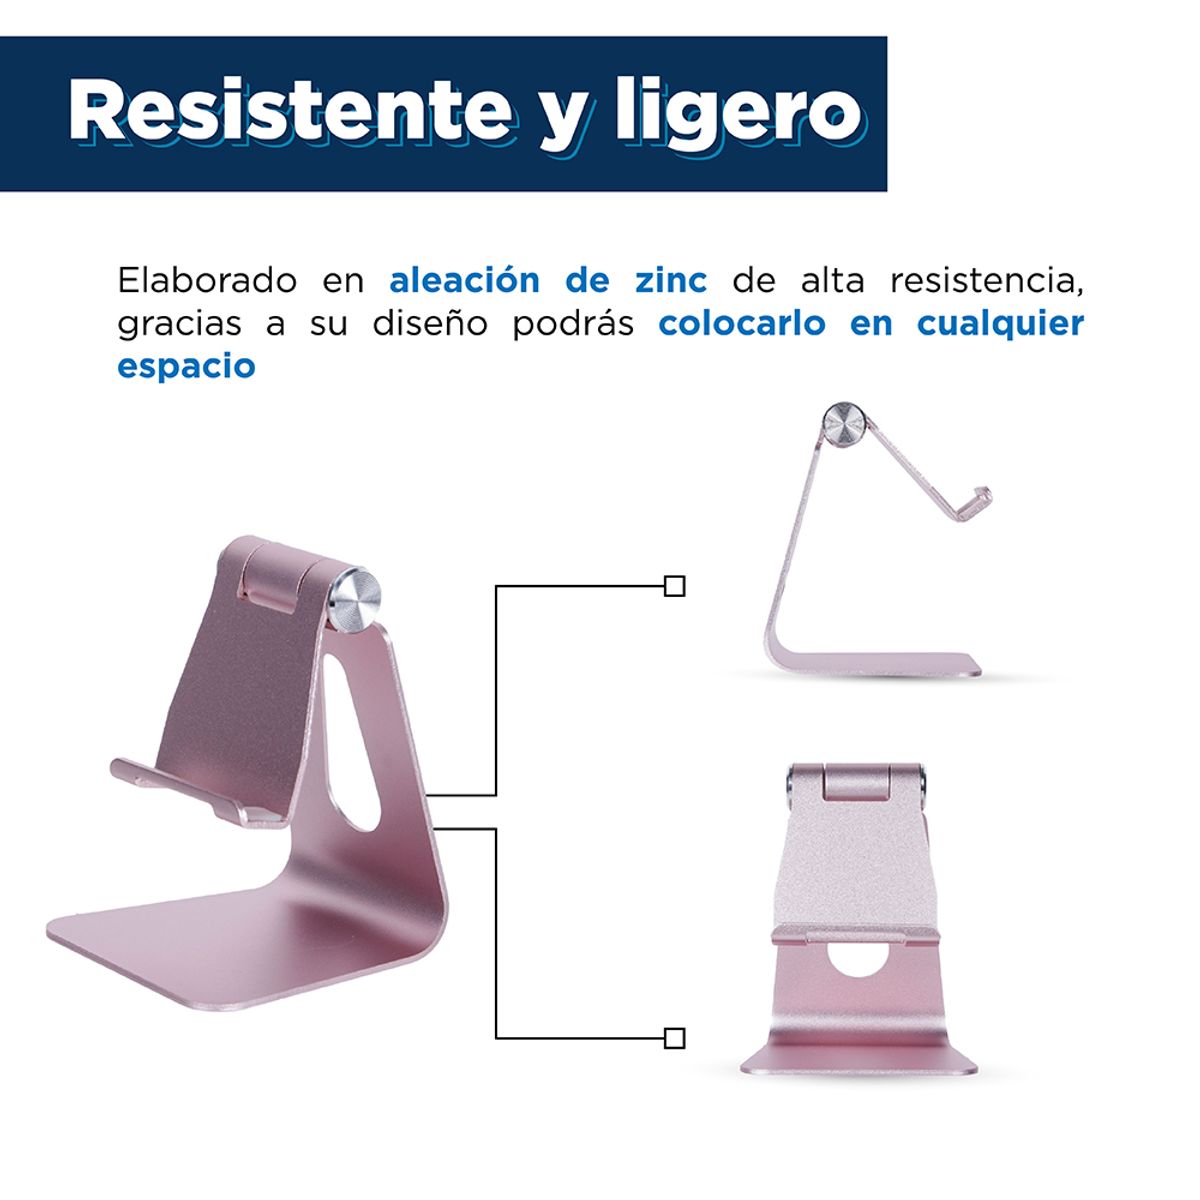 Resistente y ligero
Elaborado en aleación de zinc de alta resistencia,
gracias a su diseño podrás colocarlo en cualquier
espacio